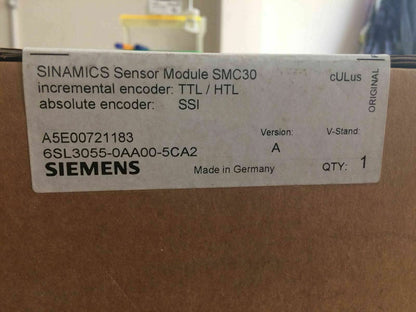 SINAMICS Sensor Module SMC30
cULus
incremental encoder: TTL / HTL
absolute encoder: SSI
ORIGINAL
A5E00721183
Version:
V-Stand:
6SL3055-0AA00-5CA2
A
SIEMENS
Made in Germany
QTY: 1